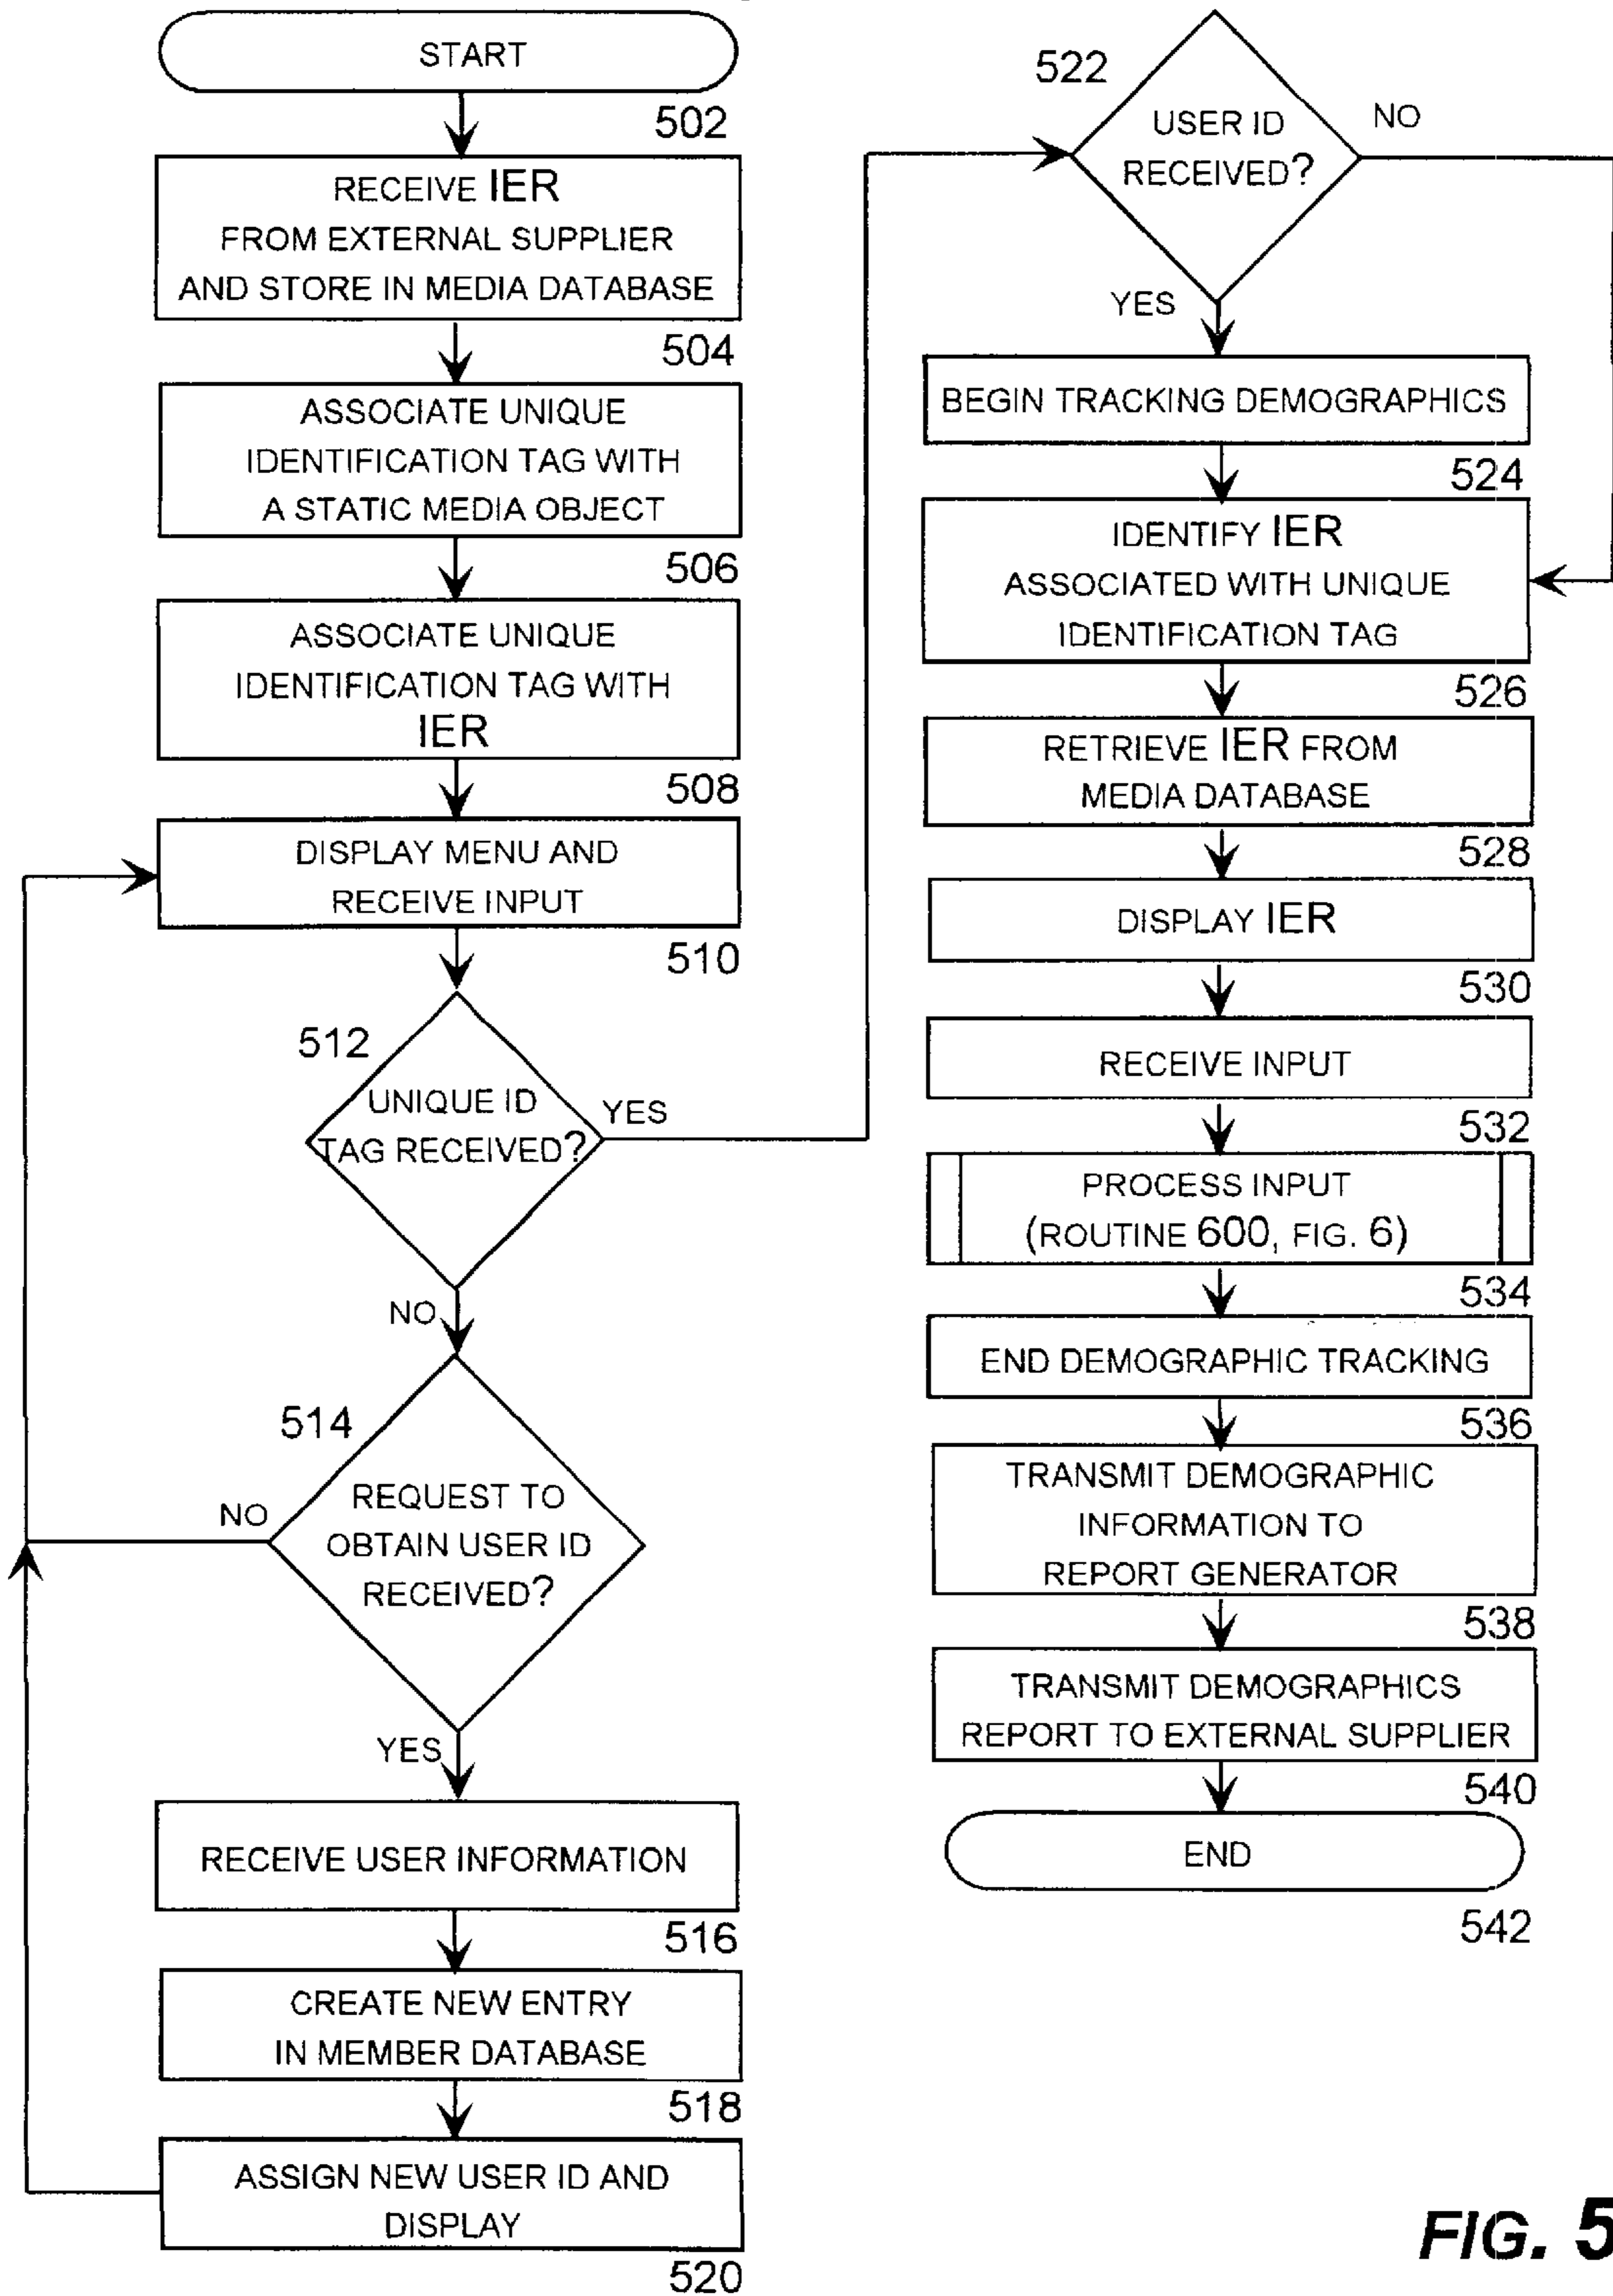 START
502
RECEIVE IER
FROM EXTERNAL SUPPLIER
AND STORE IN MEDIA DATABASE
504
ASSOCIATE UNIQUE
IDENTIFICATION TAG WITH
A STATIC MEDIA OBJECT
506
ASSOCIATE UNIQUE
IDENTIFICATION TAG WITH
IER
508
DISPLAY MENU AND
RECEIVE INPUT
510
512
UNIQUE ID
TAG RECEIVED?
YES
NO
514
REQUEST TO
OBTAIN USER ID
RECEIVED?
NO
YES
RECEIVE USER INFORMATION
516
CREATE NEW ENTRY
IN MEMBER DATABASE
518
ASSIGN NEW USER ID AND
DISPLAY
520
522
USER ID
RECEIVED?
NO
YES
BEGIN TRACKING DEMOGRAPHICS
524
IDENTIFY IER
ASSOCIATED WITH UNIQUE
IDENTIFICATION TAG
526
RETRIEVE IER FROM
MEDIA DATABASE
528
DISPLAY IER
530
RECEIVE INPUT
532
PROCESS INPUT
(ROUTINE 600, FIG. 6)
534
END DEMOGRAPHIC TRACKING
536
TRANSMIT DEMOGRAPHIC
INFORMATION TO
REPORT GENERATOR
538
TRANSMIT DEMOGRAPHICS
REPORT TO EXTERNAL SUPPLIER
540
END
542
FIG. 5